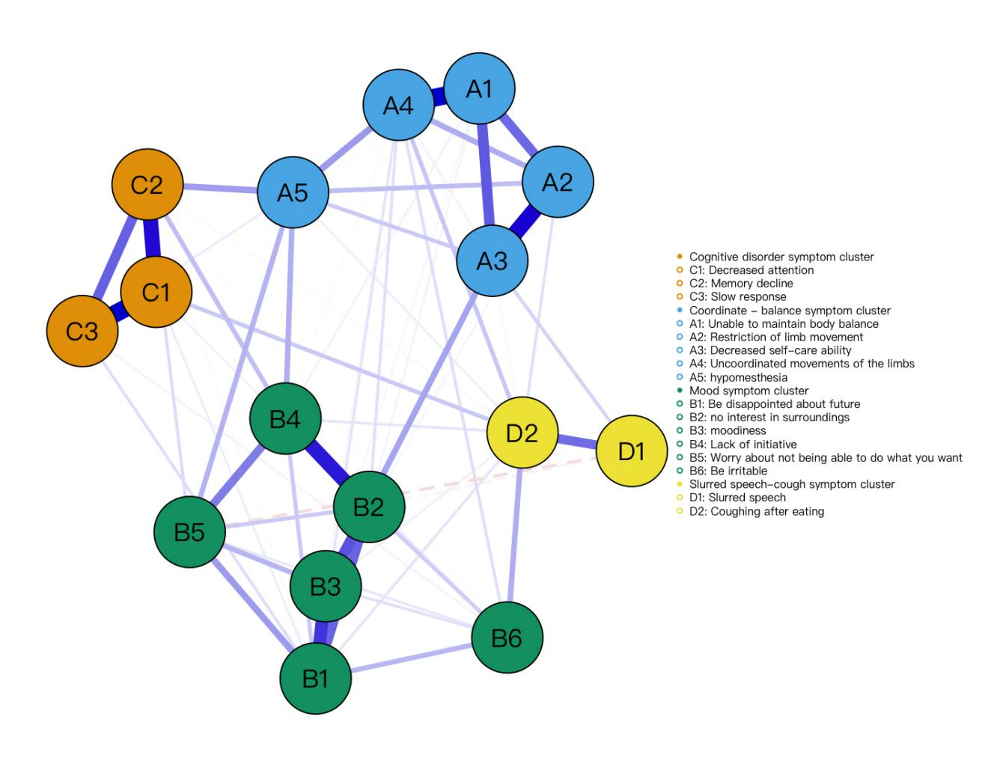 A1
A4
A2
C2
A5
A3
C1
C3
B4
D2
D1
B2
B5
B3
B6
B1
Cognitive disorder symptom cluster
C1: Decreased attention
C2: Memory decline
C3: Slow response
Coordinate – balance symptom cluster
A1: Unable to maintain body balance
A2: Restriction of limb movement
A3: Decreased self–care ability
A4: Uncoordinated movements of the limbs
A5: hypomesthesia
Mood symptom cluster
B1: Be disappointed about future
B2: no interest in surroundings
B3: moodiness
B4: Lack of initiative
B5: Worry about not being able to do what you want
B6: Be irritable
Slurred speech–cough symptom cluster
D1: Slurred speech
D2: Coughing after eating